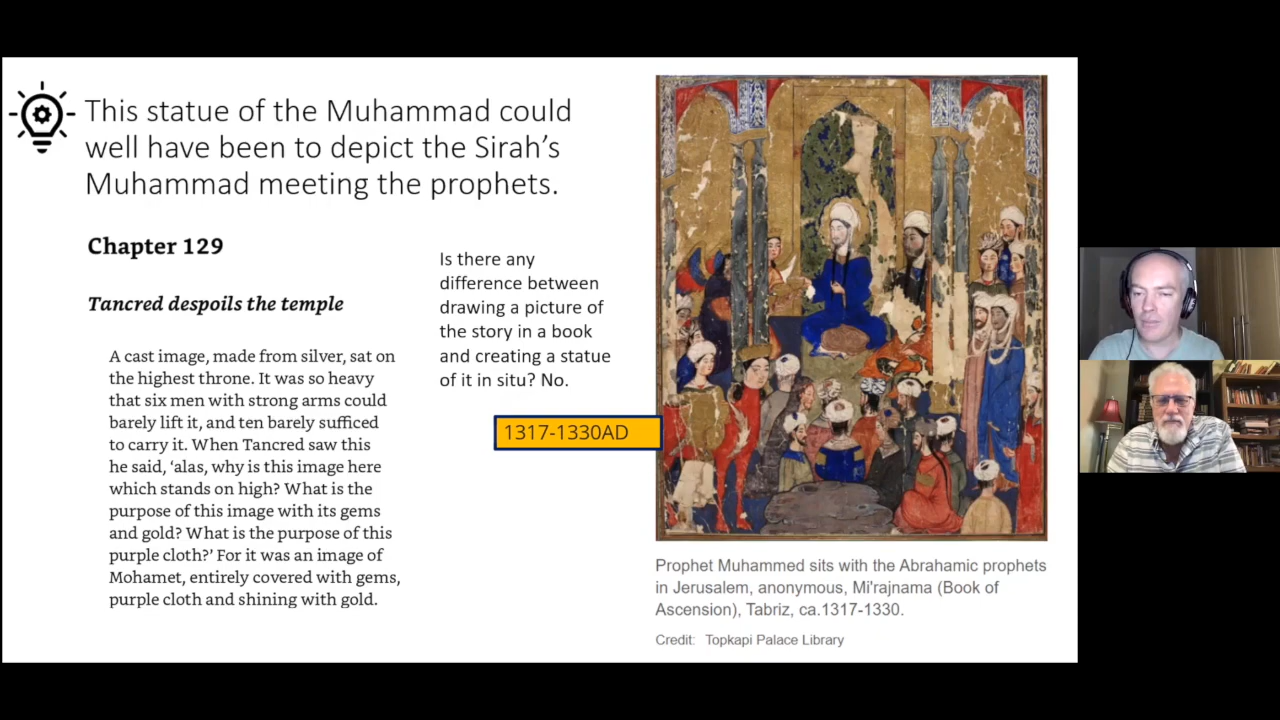 This statue of the Muhammad could
well have been to depict the Sirah’s
Muhammad meeting the prophets.
Chapter 129
Tancred despoils the temple
A cast image, made from silver, sat on
the highest throne. It was so heavy
that six men with strong arms could
barely lift it, and ten barely sufficed
to carry it. When Tancred saw this
he said, ‘alas, why is this image here
which stands on high? What is the
purpose of this image with its gems
and gold? What is the purpose of this
purple cloth?’ For it was an image of
Mohamet, entirely covered with gems,
purple cloth and shining with gold.
Is there any
difference between
drawing a picture of
the story in a book
and creating a statue
of it in situ? No.
1317-1330AD
Prophet Muhammed sits with the Abrahamic prophets
in Jerusalem, anonymous, Mi'rajnama (Book of
Ascension), Tabriz, ca.1317-1330.
Credit: Topkapi Palace Library